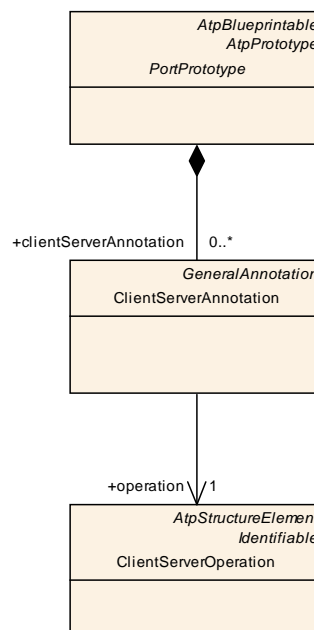 AtpBlueprintable
AtpPrototype
PortPrototype
+clientServerAnnotation 0..*
GeneralAnnotation
ClientServerAnnotation
+operation 1
AtpStructureElement
Identifiable
ClientServerOperation